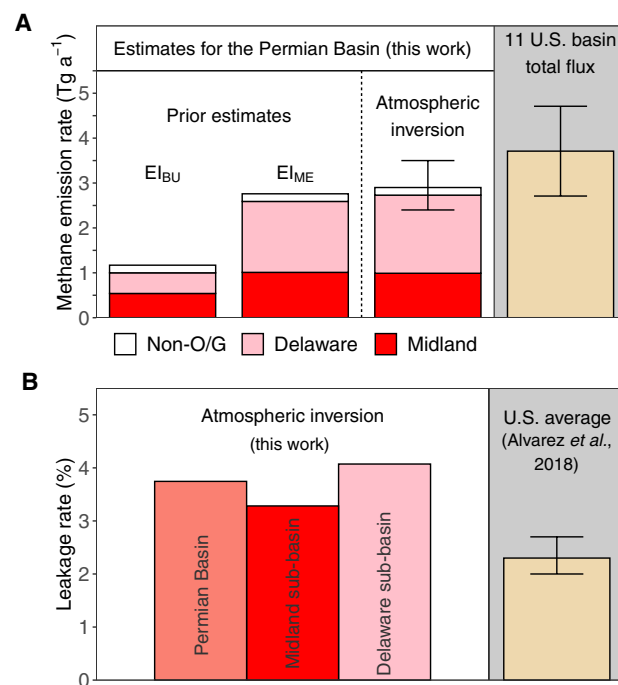 A
Estimates for the Permian Basin (this work)
11 U.S. basin
total flux
Methane emission rate (Tg a⁻¹)
5
4
3
2
1
0
Prior estimates
Atmospheric
inversion
EI_BU
EI_ME
Non-O/G
Delaware
Midland
B
Leakage rate (%)
5
4
3
2
1
0
Atmospheric inversion
(this work)
U.S. average
(Alvarez et al.,
2018)
Permian Basin
Midland sub-basin
Delaware sub-basin